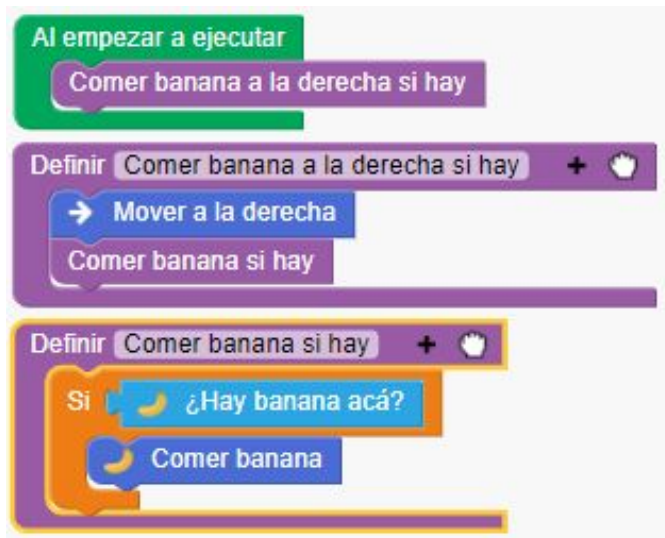 Al empezar a ejecutar
Comer banana a la derecha si hay
Definir Comer banana a la derecha si hay +
Mover a la derecha
Comer banana si hay
Definir Comer banana si hay +
Si ¿Hay banana acá?
Comer banana